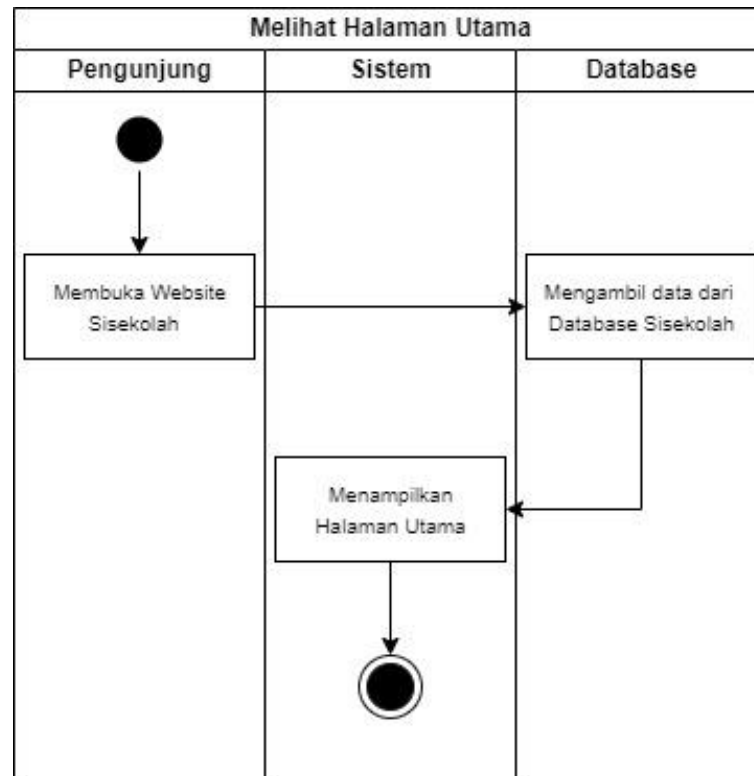 Melihat Halaman Utama
Pengunjung
Sistem
Database
Membuka Website
Sisekolah
Mengambil data dari
Database Sisekolah
Menampilkan
Halaman Utama